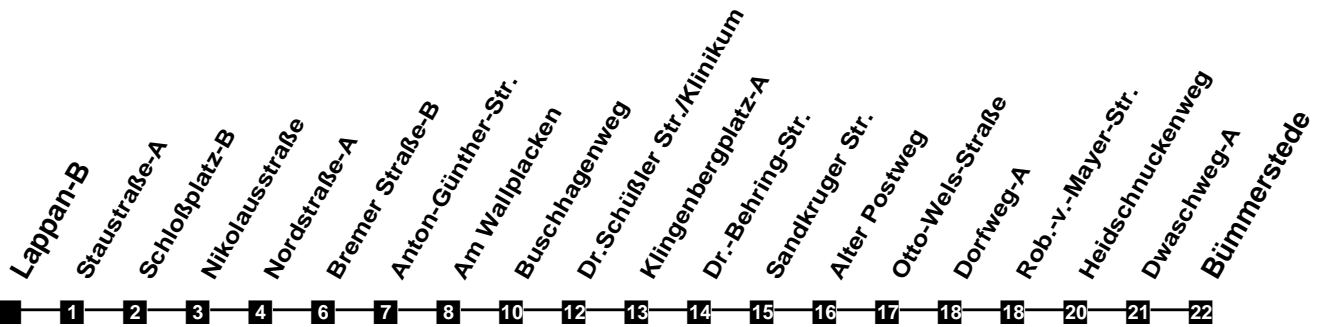 Lappan-B
Staustraße-A
Schloßplatz-B
Nikolausstraße
Nordstraße-A
Bremer Straße-B
Anton-Günther-Str.
Am Wallplacken
Buschhagenweg
Dr.Schüßler Str./Klinikum
Klingenbergplatz-A
Dr.-Behring-Str.
Sandkruger Str.
Alter Postweg
Otto-Wels-Straße
Dorfweg-A
Rob.-v.-Mayer-Str.
Heidschnuckenweg
Dwaschweg-A
Bümmerstede
1 2 3 4 6 7 8 10 12 13 14 15 16 17 18 18 20 21 22